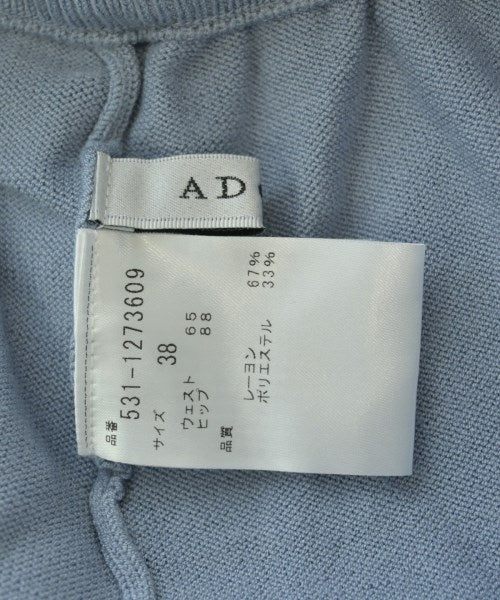 AD
品番 531-1273609
サイズ 38
ウェスト 65
ヒップ 88
品質
レーヨン 67%
ポリエステル 33%